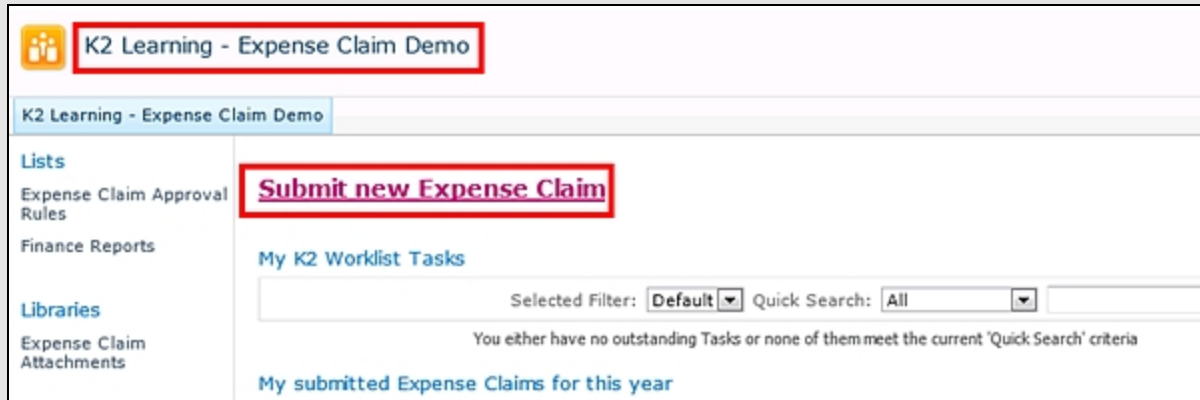 K2 Learning - Expense Claim Demo
K2 Learning - Expense Claim Demo
Lists
Expense Claim Approval
Rules
Finance Reports
Libraries
Expense Claim
Attachments
Submit new Expense Claim
My K2 Worklist Tasks
Selected Filter: Default Quick Search: All
You either have no outstanding Tasks or none of them meet the current 'Quick Search' criteria
My submitted Expense Claims for this year